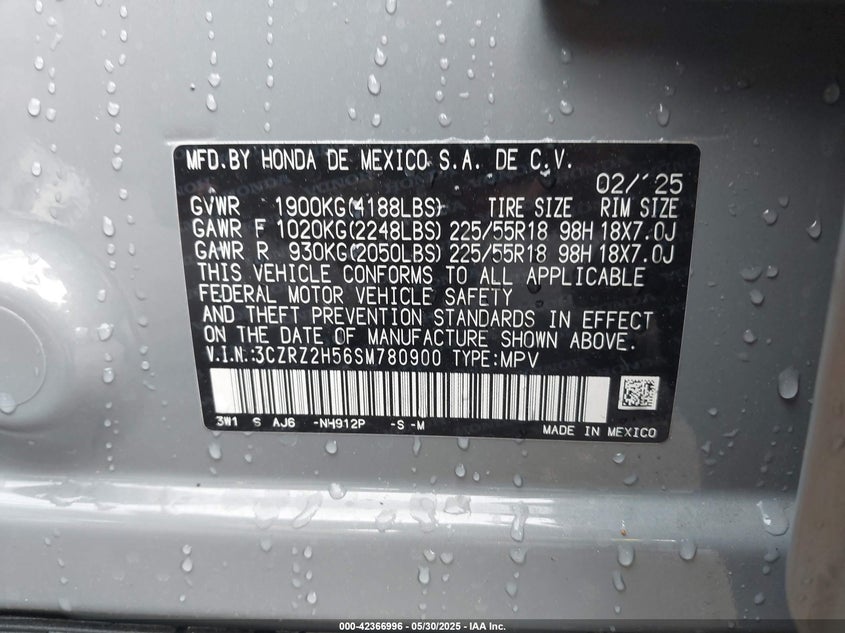 MFD.BY HONDA DE MEXICO S.A. DE C.V.
02/'25
GVWR 1900KG(4188LBS) TIRE SIZE RIM SIZE
GAWR F 1020KG(2248LBS) 225/55R18 98H 18X7.0J
GAWR R 930KG(2050LBS) 225/55R18 98H 18X7.0J
THIS VEHICLE CONFORMS TO ALL APPLICABLE
FEDERAL MOTOR VEHICLE SAFETY
AND THEFT PREVENTION STANDARDS IN EFFECT
ON THE DATE OF MANUFACTURE SHOWN ABOVE.
V.I.N.:3CZRZ2H56SM780900 TYPE:MPV
3W1 S AJ6 -NH912P -S -M
MADE IN MEXICO
000-42366996 - 05/30/2025 - IAA Inc.